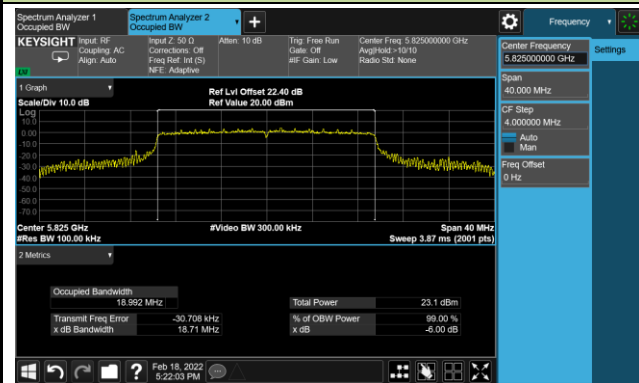 Spectrum Analyzer 1
Occupied BW
Spectrum Analyzer 2
Occupied BW
Frequency
KEYSIGHT
Input: RF
Coupling: AC
Align: Auto
Input Z: 50 Ω
Corrections: Off
Freq Ref: Int (S)
NFE: Adaptive
Atten: 10 dB
Trig: Free Run
Gate: Off
#IF Gain: Low
Center Freq: 5.825000000 GHz
Avg|Hold:>10/10
Radio Std: None
Center Frequency
5.825000000 GHz
Settings
Span
40.000 MHz
CF Step
4.000000 MHz
Auto
Man
Freq Offset
0 Hz
1 Graph
Scale/Div 10.0 dB
Ref Lvl Offset 22.40 dB
Ref Value 20.00 dBm
Log
10.0
0.00
-10.0
-20.0
-30.0
-40.0
-50.0
-60.0
-70.0
Center 5.825 GHz
#Video BW 300.00 kHz
Span 40 MHz
#Res BW 100.00 kHz
Sweep 3.87 ms (2001 pts)
2 Metrics
Occupied Bandwidth
18.992 MHz
Total Power
23.1 dBm
Transmit Freq Error
-30.708 kHz
% of OBW Power
99.00 %
x dB Bandwidth
18.71 MHz
x dB
-6.00 dB
Feb 18, 2022
5:22:03 PM